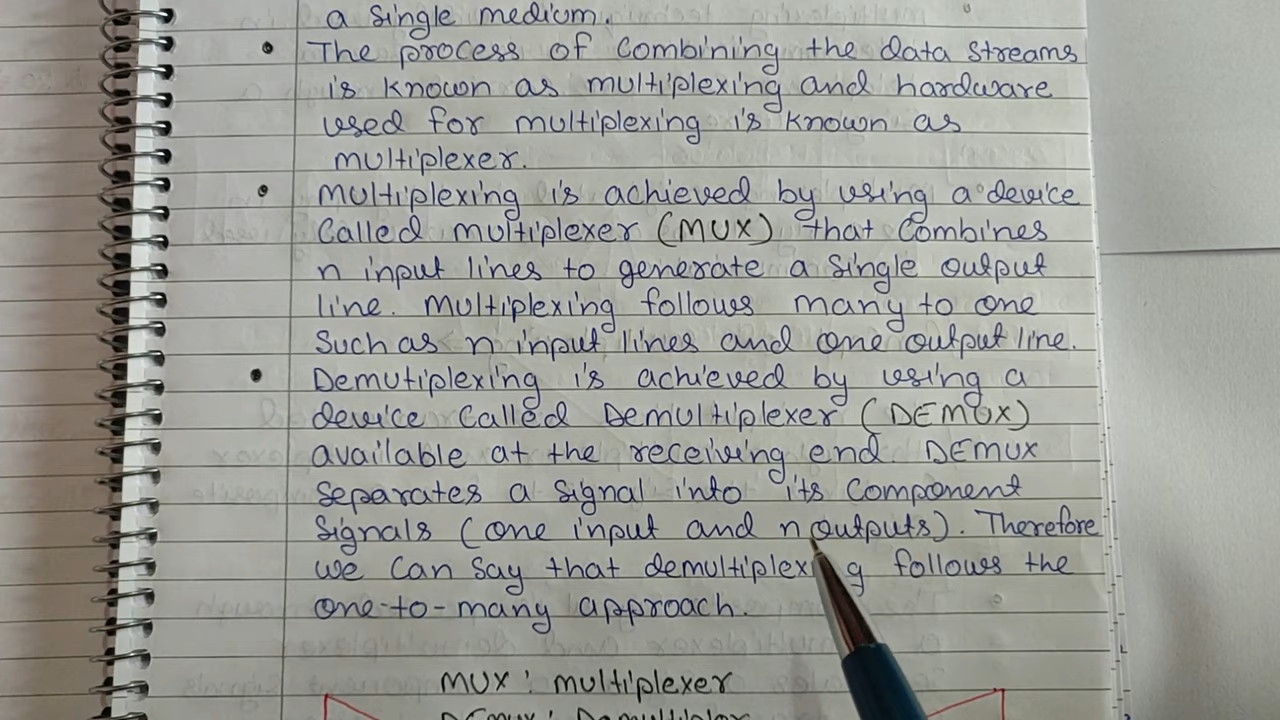 a single medium.
• The process of combining the data streams
is known as multiplexing and hardware
used for multiplexing is known as
multiplexer.
• Multiplexing is achieved by using a device
called multiplexer (MUX) that combines
n input lines to generate a single output
line. Multiplexing follows many to one
such as n input lines and one output line.
• Demutiplexing is achieved by using a
device called Demultiplexer (DEMUX)
available at the receiving end. DEMUX
separates a signal into its component
signals (one input and n outputs). Therefore
we can say that demultiplexing follows the
one-to-many approach.
MUX : multiplexer